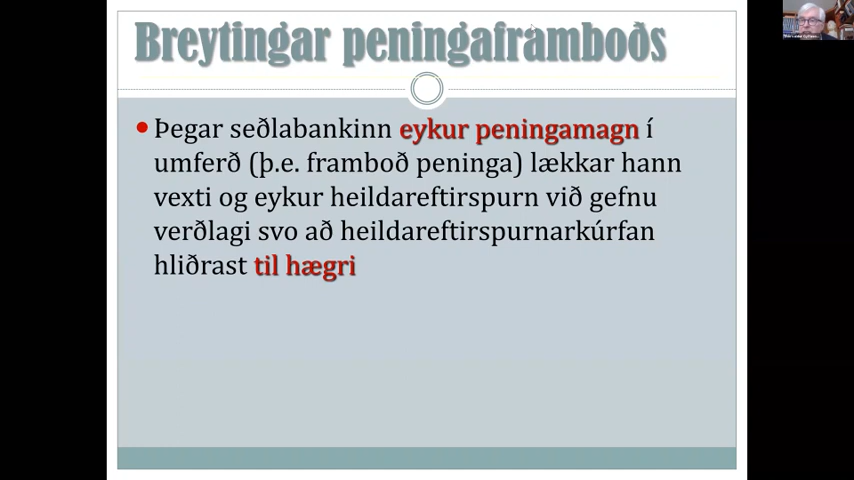 Breytingar peningaframboðs
Þegar seðlabankinn eykur peningamagn í
umferð (þ.e. framboð peninga) lækkar hann
vexti og eykur heildareftirspurn við gefnu
verðlagi svo að heildareftirspurnarkúrfan
hliðrast til hægri